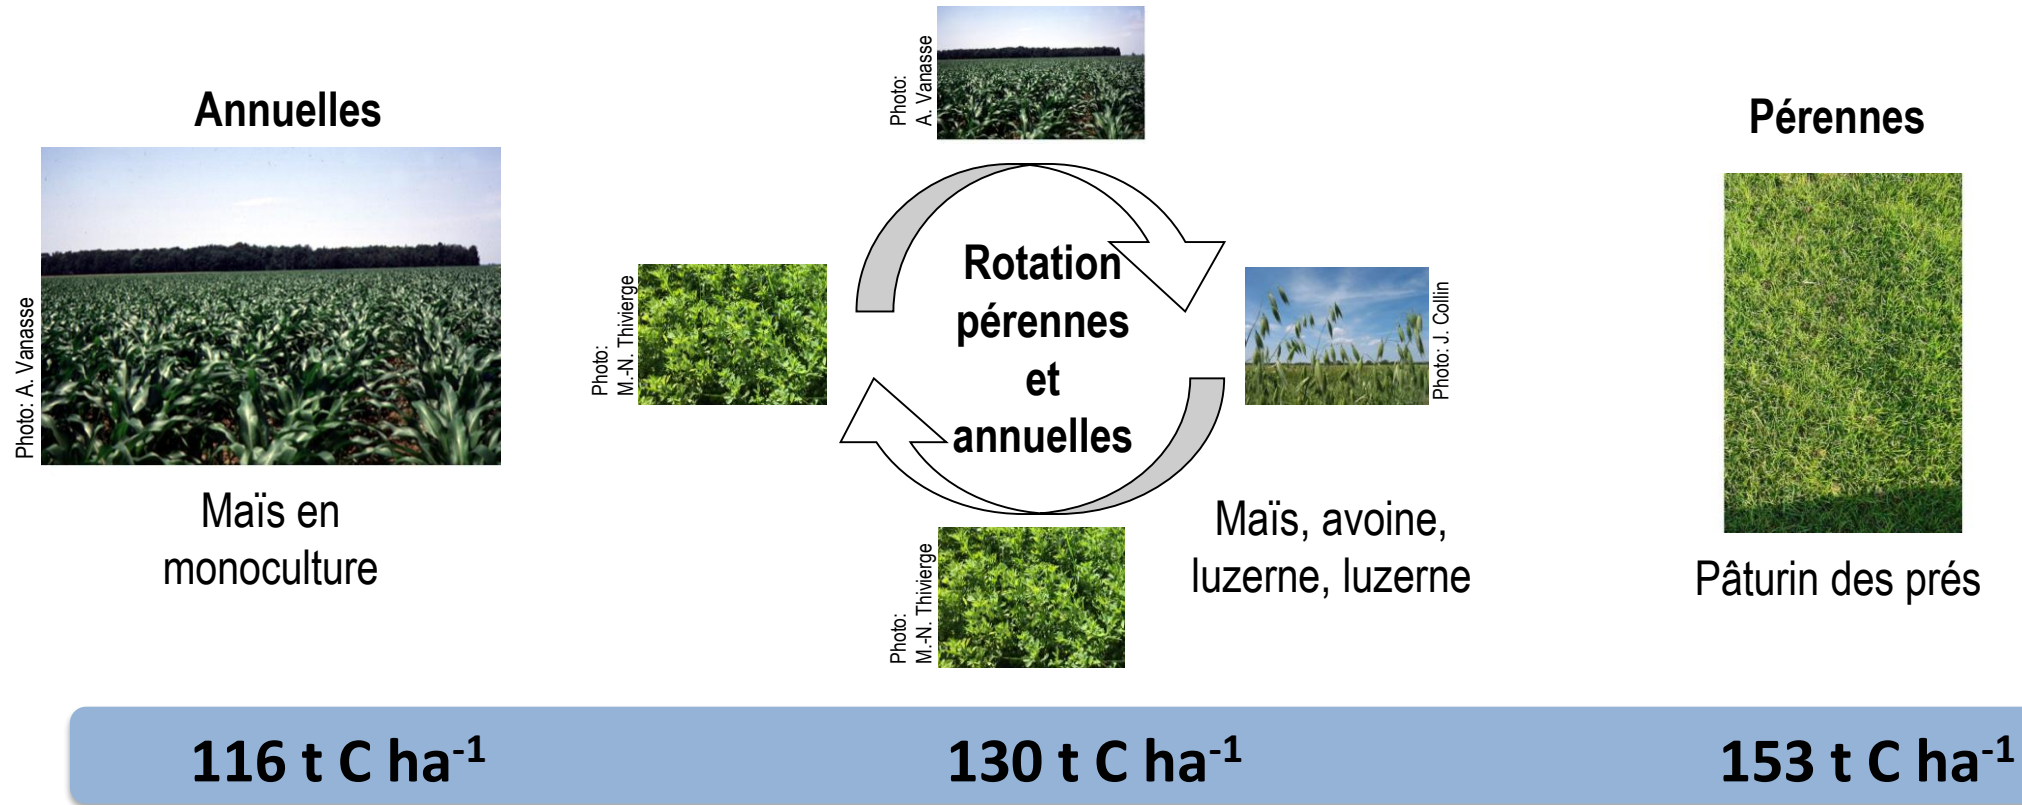 Annuelles
Photo: A. Vanasse
Maïs en
monoculture
Photo:
A. Vanasse
Photo:
M.-N. Thivierge
Rotation
pérennes
et
annuelles
Photo: J. Collin
Photo:
M.-N. Thivierge
Maïs, avoine,
luzerne, luzerne
Pérennes
Pâturin des prés
116 t C ha⁻¹
130 t C ha⁻¹
153 t C ha⁻¹